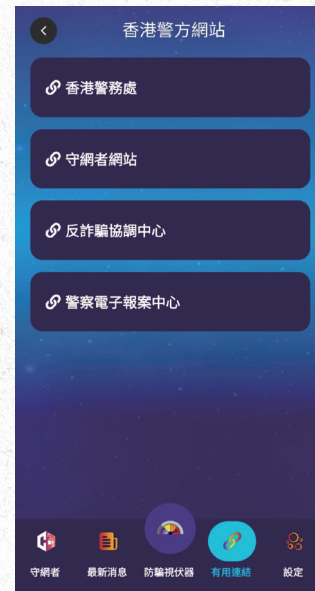 香港警方網站
香港警務處
守網者網站
反詐騙協調中心
警察電子報案中心
守網者
最新消息
防騙視伏器
有用連結
設定